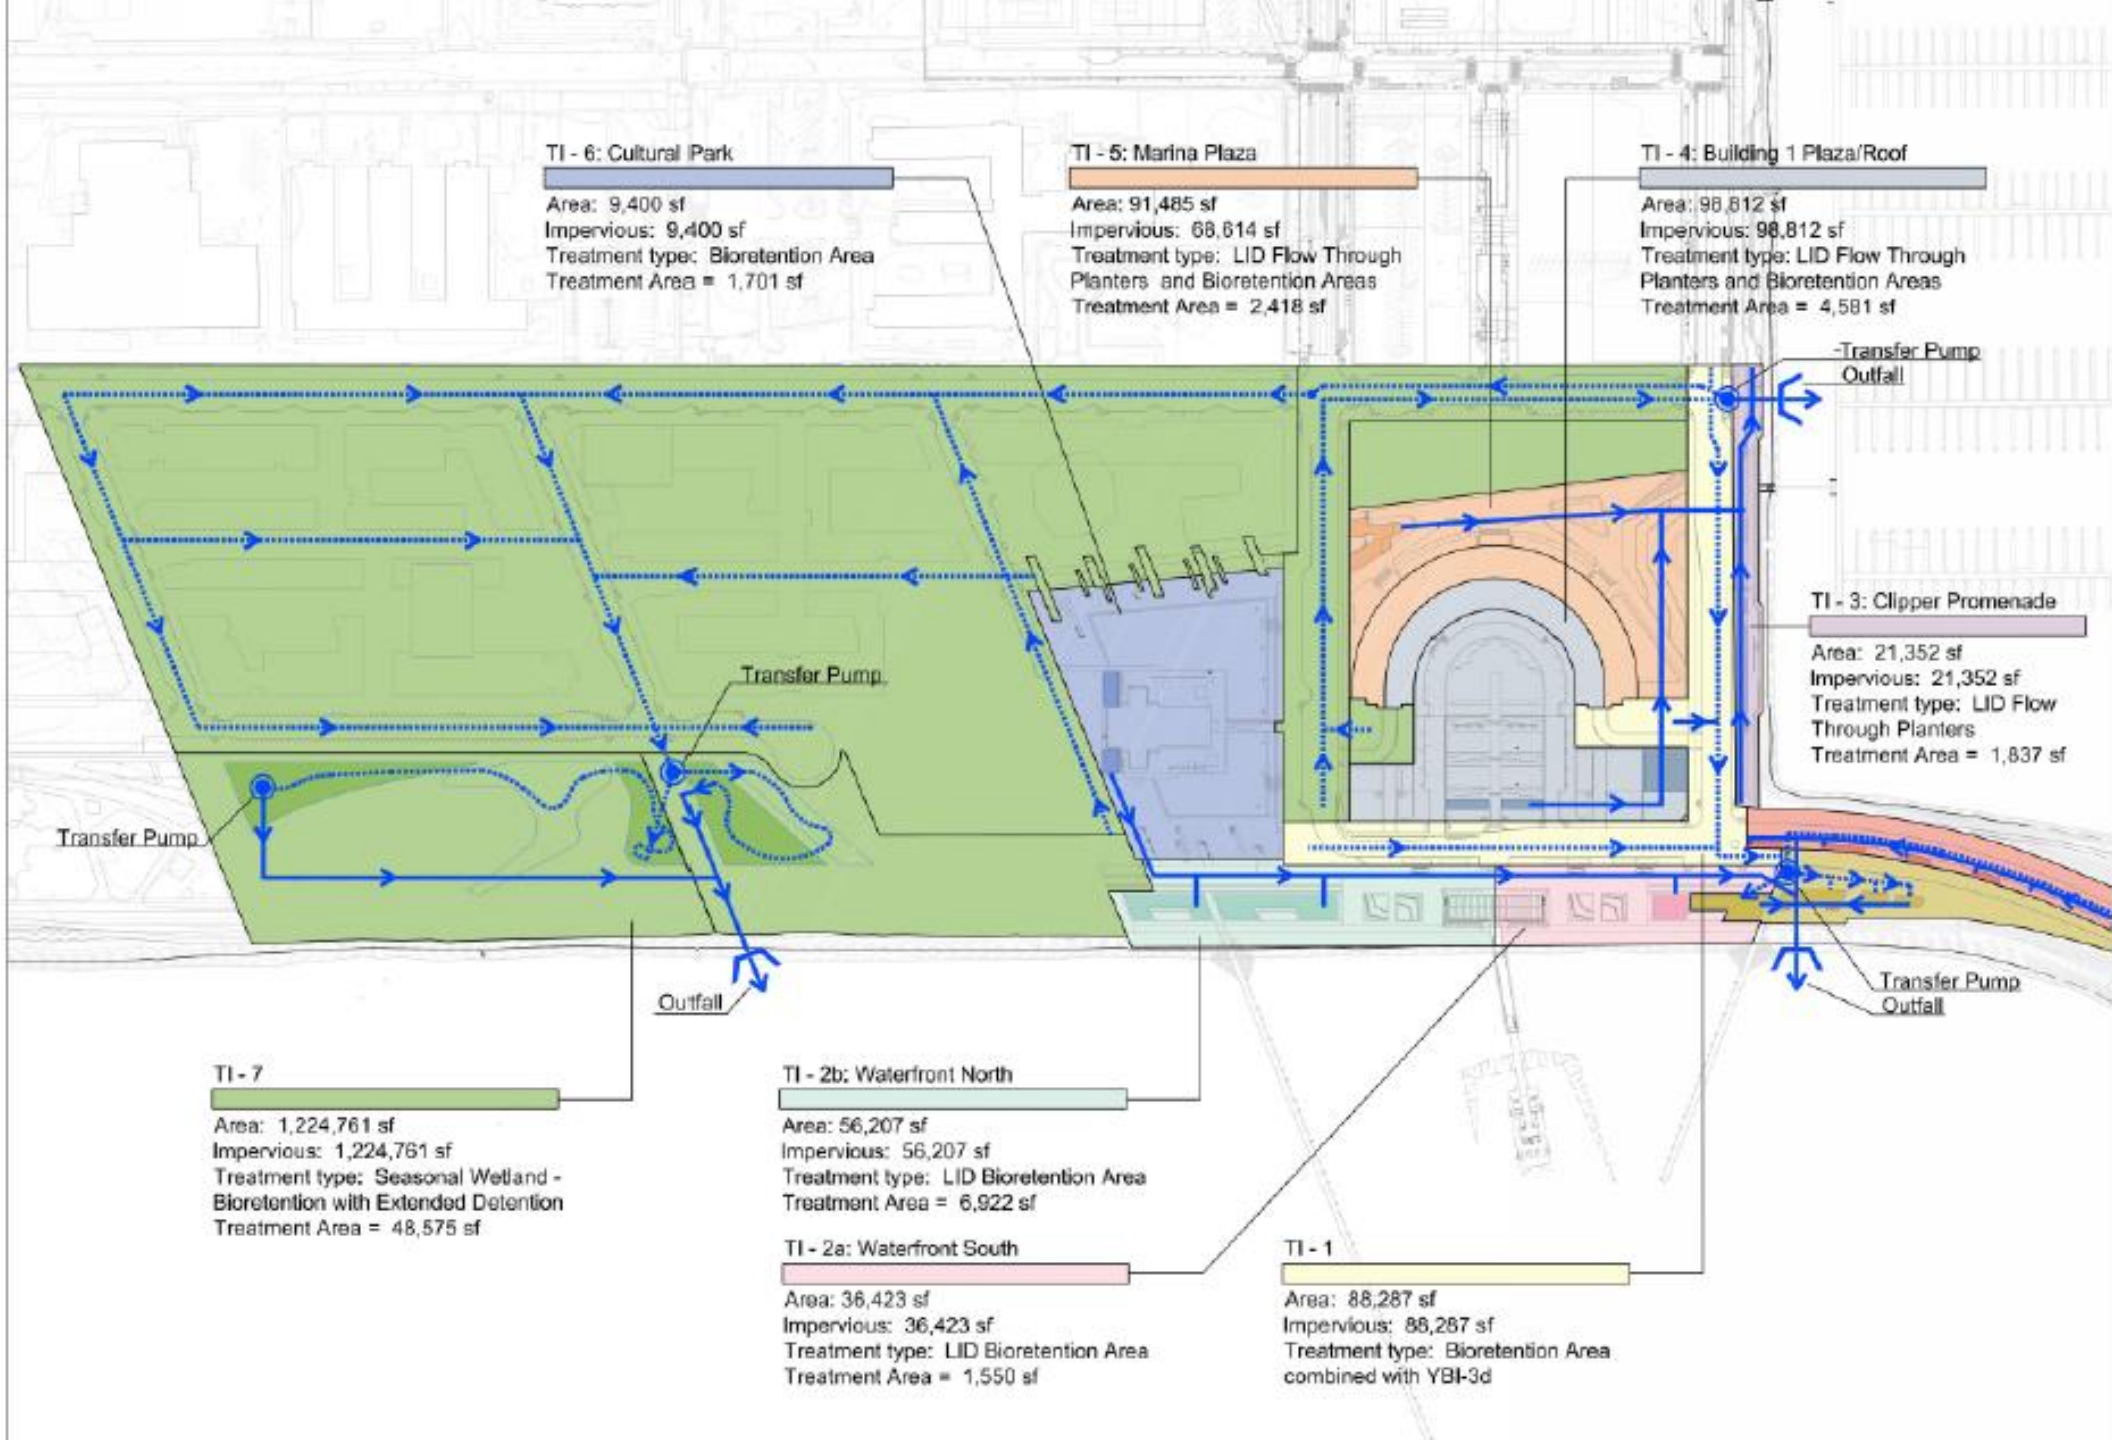 TI - 6: Cultural Park
Area: 9,400 sf
Impervious: 9,400 sf
Treatment type: Bioretention Area
Treatment Area = 1,701 sf
TI - 5: Marina Plaza
Area: 91,485 sf
Impervious: 68,614 sf
Treatment type: LID Flow Through
Planters and Bioretention Areas
Treatment Area = 2,418 sf
TI - 4: Building 1 Plaza/Roof
Area: 98,812 sf
Impervious: 98,812 sf
Treatment type: LID Flow Through
Planters and Bioretention Areas
Treatment Area = 4,581 sf
Transfer Pump
Outfall
TI - 3: Clipper Promenade
Area: 21,352 sf
Impervious: 21,352 sf
Treatment type: LID Flow
Through Planters
Treatment Area = 1,837 sf
Transfer Pump
Transfer Pump
Outfall
Transfer Pump
Outfall
TI - 7
Area: 1,224,761 sf
Impervious: 1,224,761 sf
Treatment type: Seasonal Wetland -
Bioretention with Extended Detention
Treatment Area = 48,575 sf
TI - 2b: Waterfront North
Area: 56,207 sf
Impervious: 56,207 sf
Treatment type: LID Bioretention Area
Treatment Area = 6,922 sf
TI - 2a: Waterfront South
Area: 36,423 sf
Impervious: 36,423 sf
Treatment type: LID Bioretention Area
Treatment Area = 1,550 sf
TI - 1
Area: 88,287 sf
Impervious: 88,287 sf
Treatment type: Bioretention Area
combined with YBI-3d